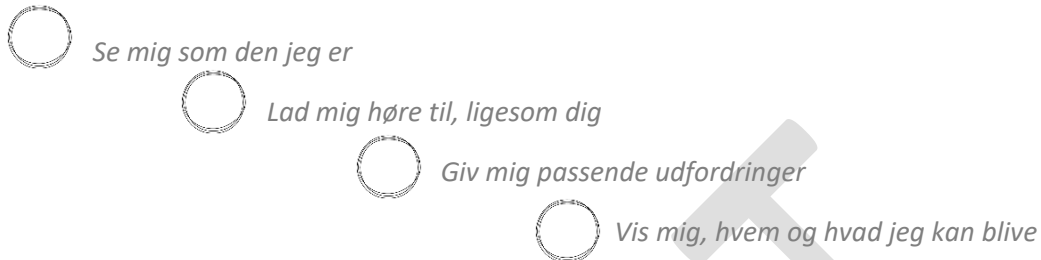 Se mig som den jeg er
Lad mig høre til, ligesom dig
Giv mig passende udfordringer
Vis mig, hvem og hvad jeg kan blive